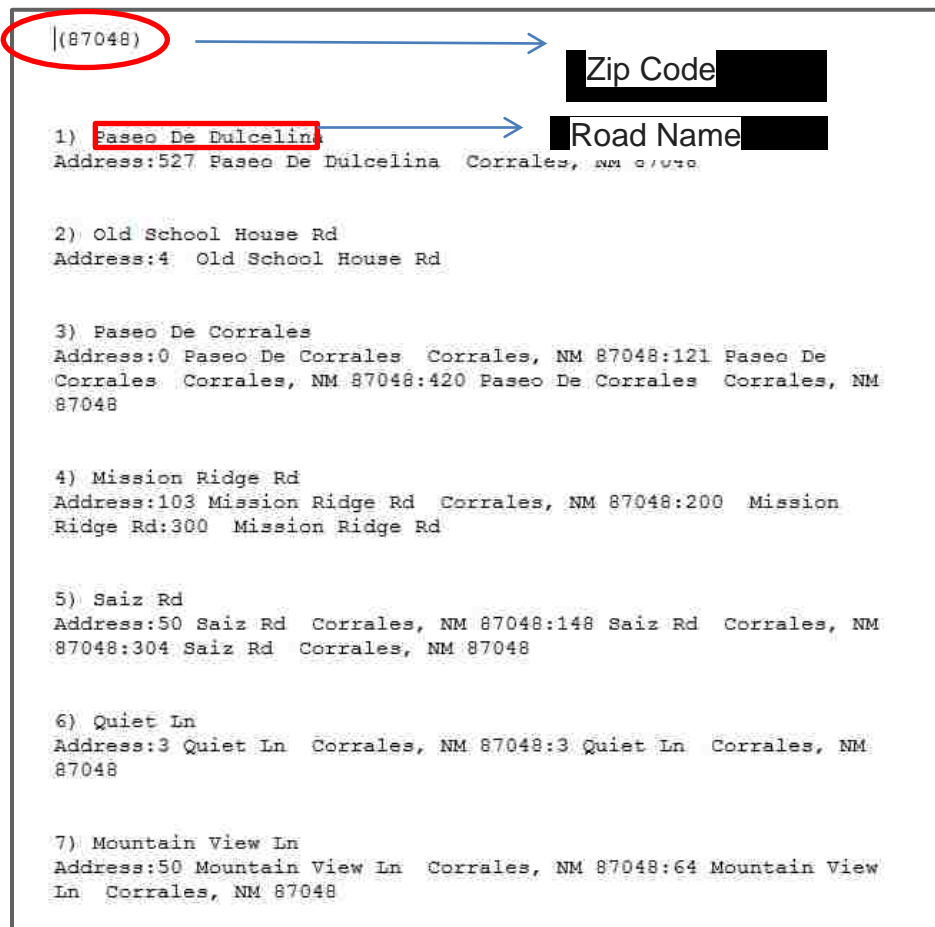 (87048)
Zip Code
1) Paseo De Dulcelina
Road Name
Address:527 Paseo De Dulcelina  Corrales, NM 87048
2) Old School House Rd
Address:4  Old School House Rd
3) Paseo De Corrales
Address:0 Paseo De Corrales  Corrales, NM 87048:121 Paseo De
Corrales  Corrales, NM 87048:420 Paseo De Corrales  Corrales, NM
87048
4) Mission Ridge Rd
Address:103 Mission Ridge Rd  Corrales, NM 87048:200  Mission
Ridge Rd:300  Mission Ridge Rd
5) Saiz Rd
Address:50 Saiz Rd  Corrales, NM 87048:148 Saiz Rd  Corrales, NM
87048:304 Saiz Rd  Corrales, NM 87048
6) Quiet Ln
Address:3 Quiet Ln  Corrales, NM 87048:3 Quiet Ln  Corrales, NM
87048
7) Mountain View Ln
Address:50 Mountain View Ln  Corrales, NM 87048:64 Mountain View
Ln  Corrales, NM 87048